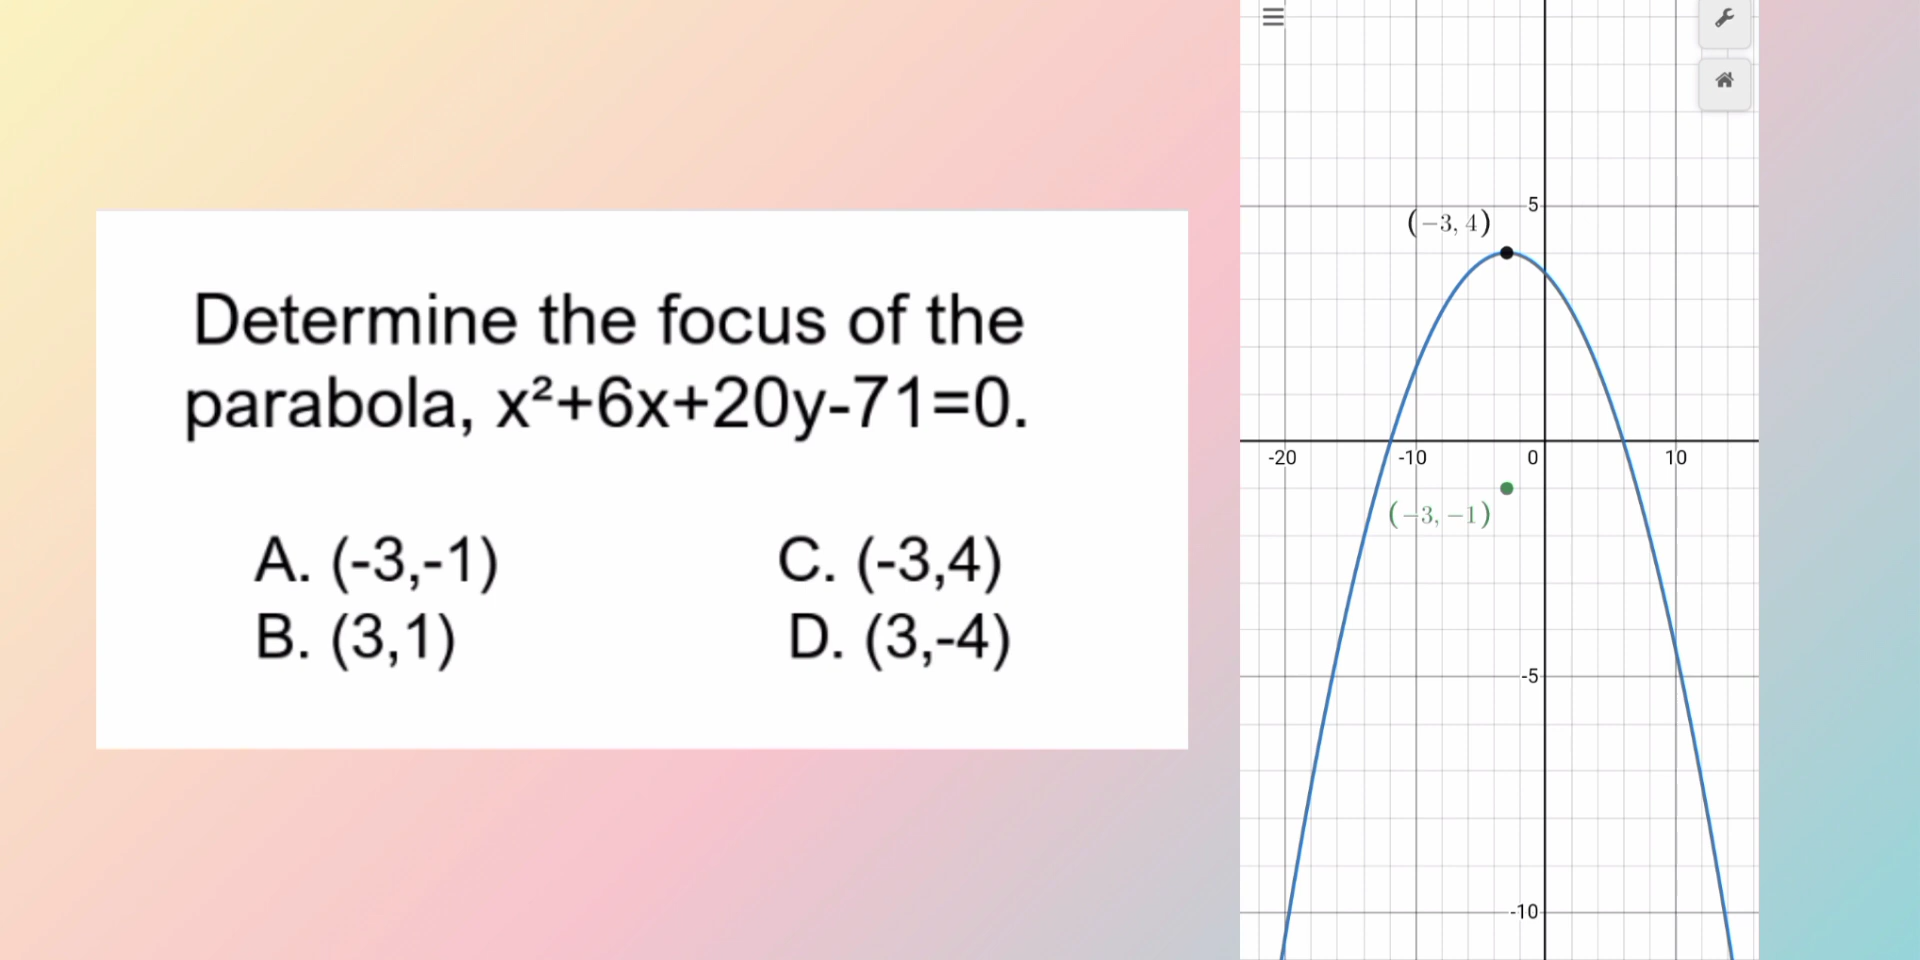 Determine the focus of the
parabola, x²+6x+20y-71=0.
A. (-3,-1)
C. (-3,4)
B. (3,1)
D. (3,-4)
5
(−3, 4)
-20
-10
0
10
(−3, −1)
-5
-10